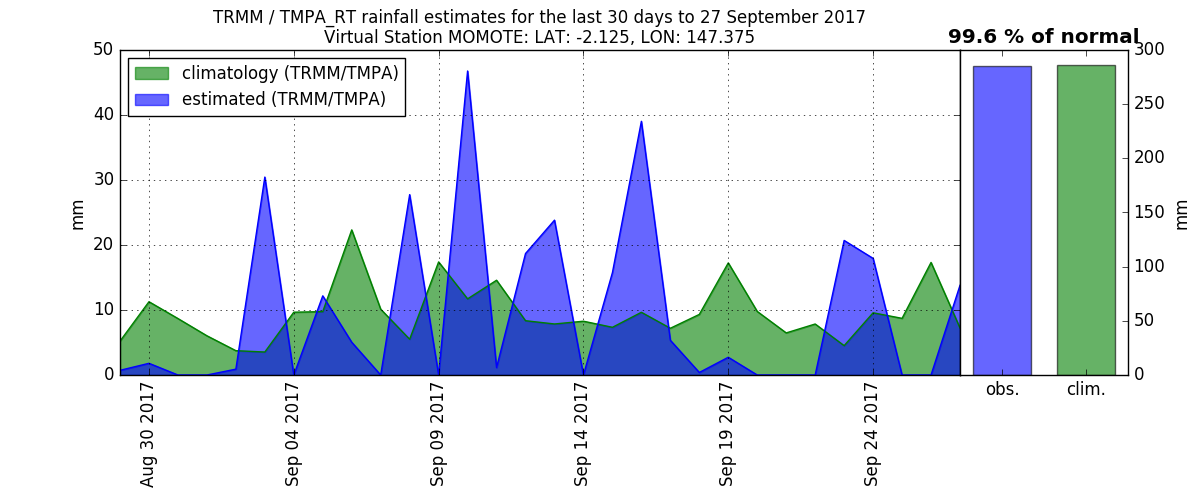 TRMM / TMPA_RT rainfall estimates for the last 30 days to 27 September 2017
Virtual Station MOMOTE: LAT: -2.125, LON: 147.375
99.6 % of normal
climatology (TRMM/TMPA)
estimated (TRMM/TMPA)
50
40
30
20
10
0
mm
Aug 30 2017
Sep 04 2017
Sep 09 2017
Sep 14 2017
Sep 19 2017
Sep 24 2017
obs.
clim.
300
250
200
150
100
50
0
mm